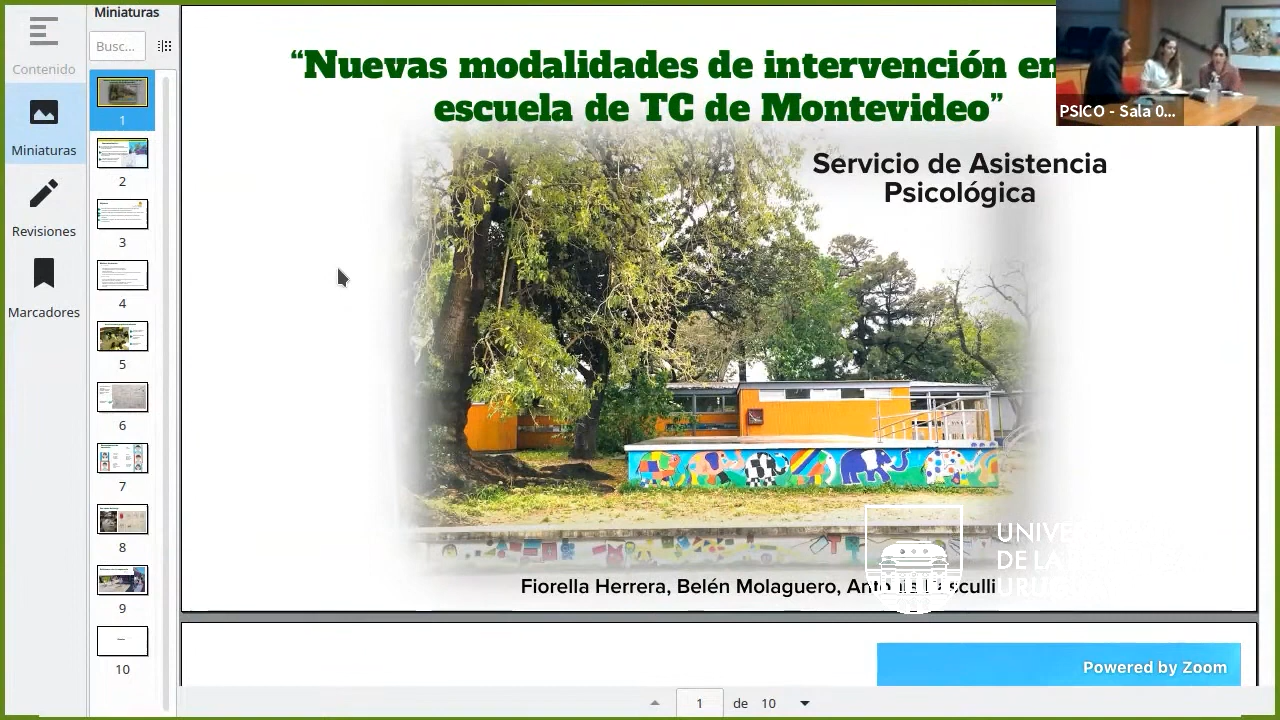 Contenido
Miniaturas
Revisiones
Marcadores
Miniaturas
Busc...
1
2
3
4
5
6
7
8
9
10
“Nuevas modalidades de intervención en
escuela de TC de Montevideo”
Servicio de Asistencia
Psicológica
PSICO - Sala 0...
Fiorella Herrera, Belén Molaguero,
Powered by Zoom
1 de 10